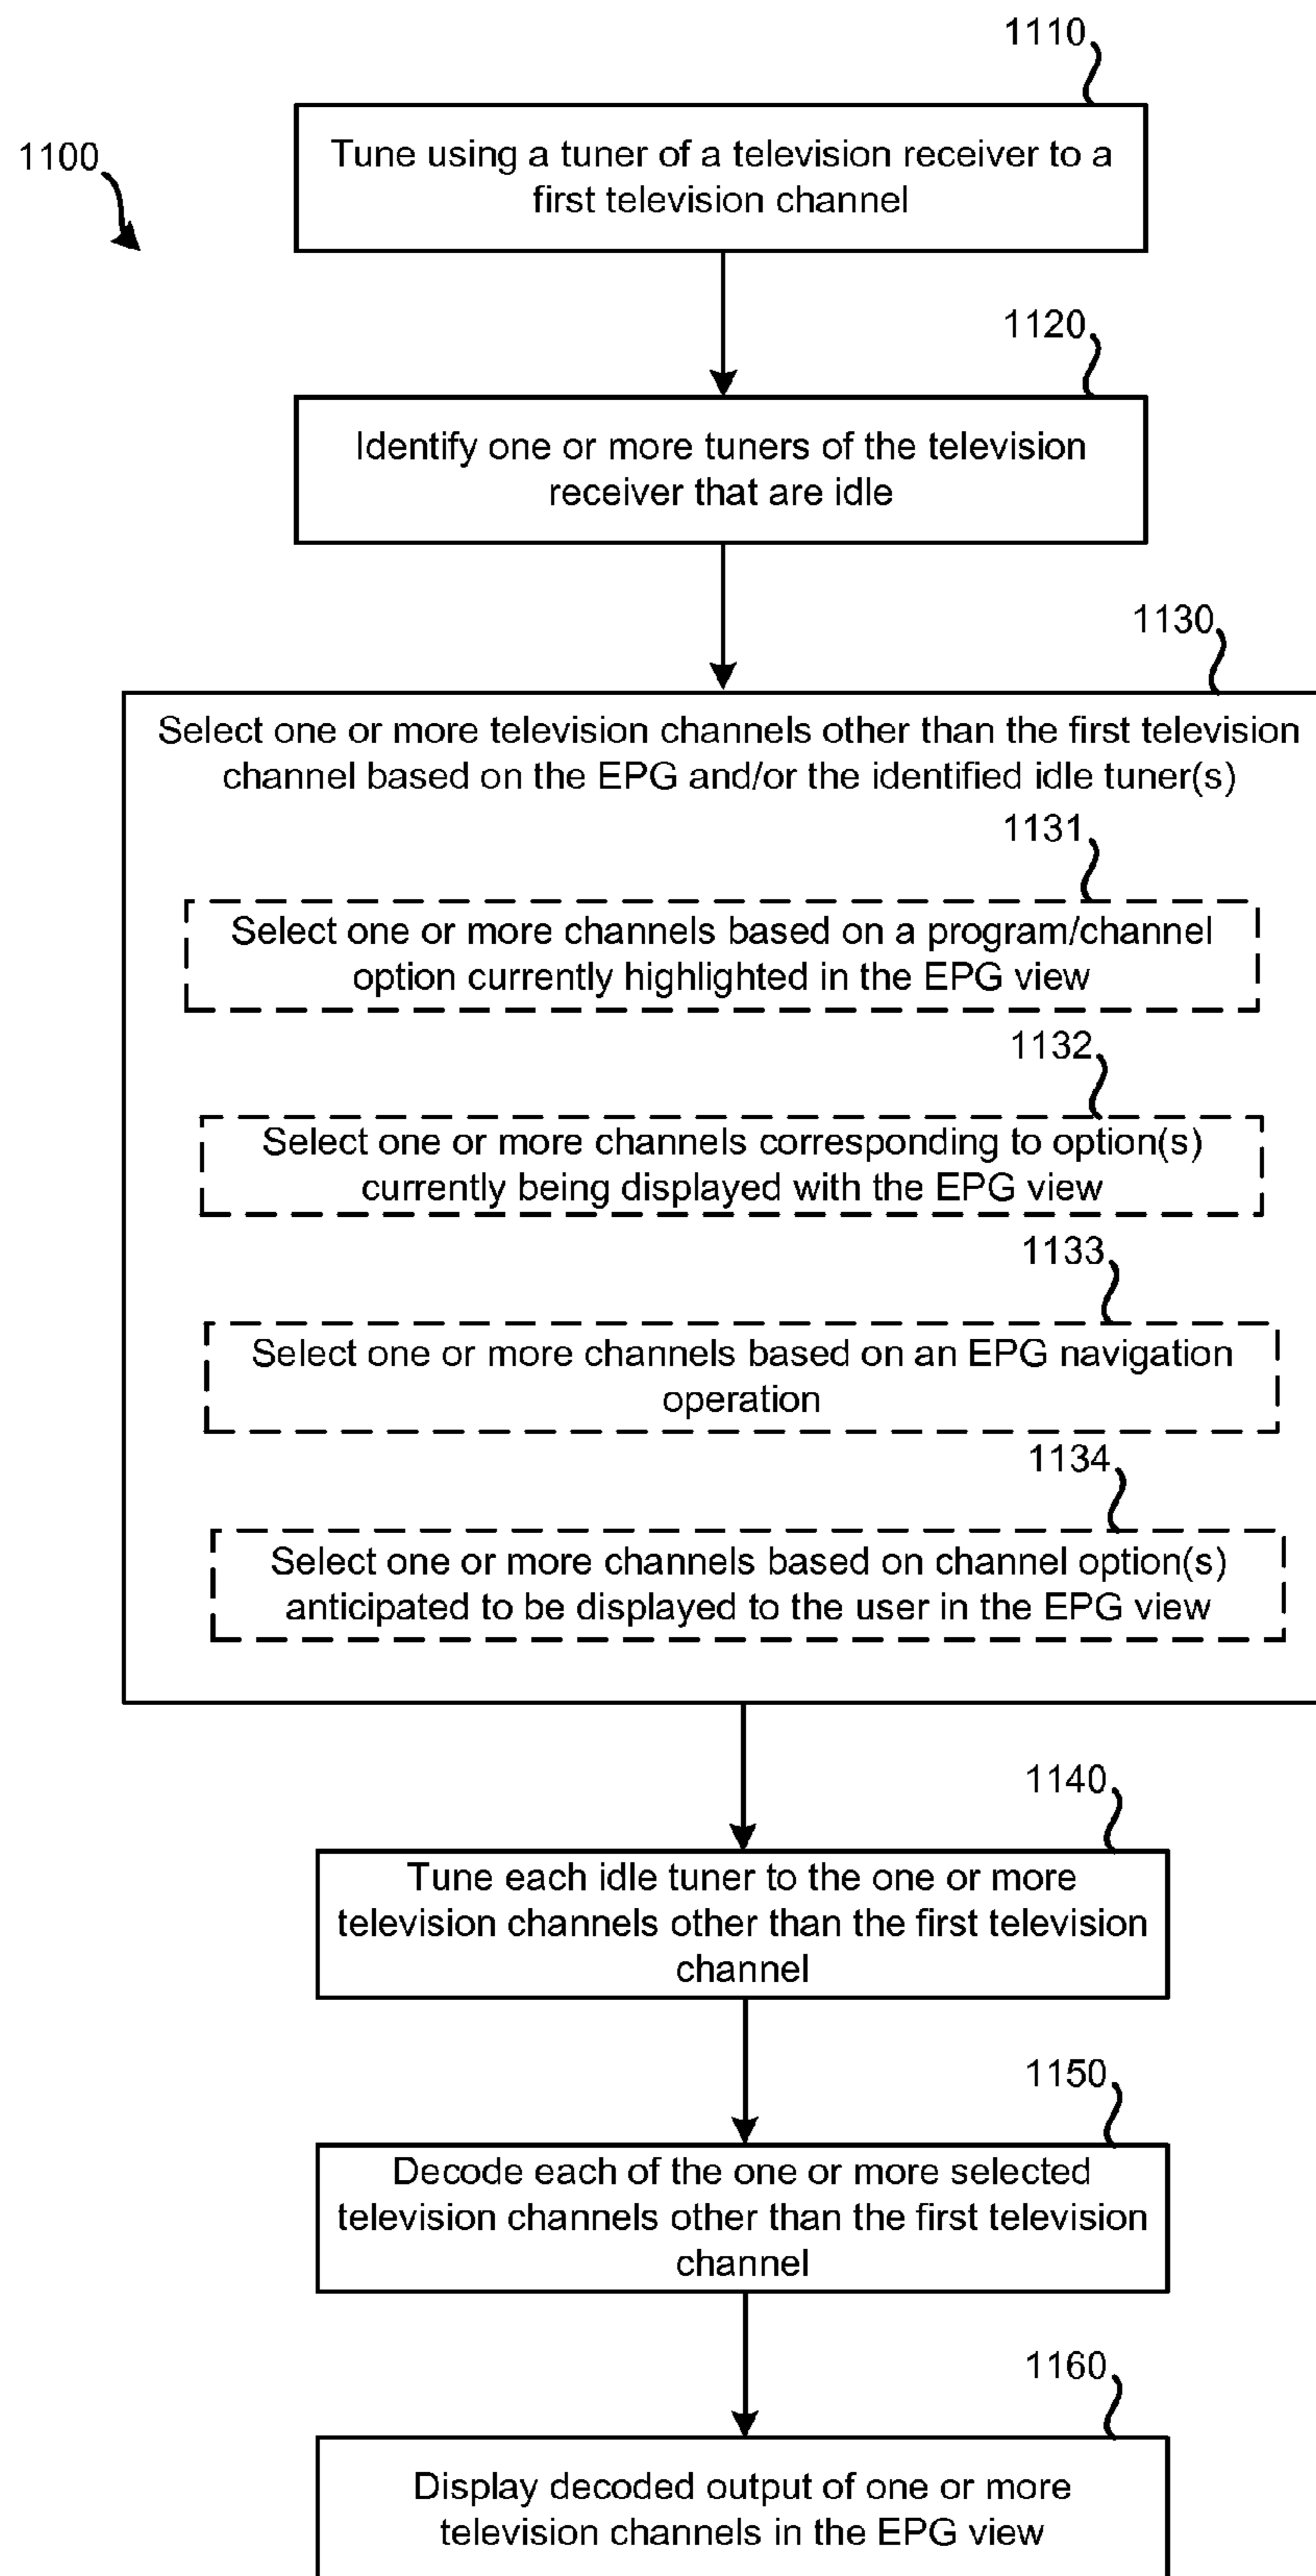 1110
1100
Tune using a tuner of a television receiver to a
first television channel
1120
Identify one or more tuners of the television
receiver that are idle
1130
Select one or more television channels other than the first television
channel based on the EPG and/or the identified idle tuner(s)
1131
Select one or more channels based on a program/channel
option currently highlighted in the EPG view
1132
Select one or more channels corresponding to option(s)
currently being displayed with the EPG view
1133
Select one or more channels based on an EPG navigation
operation
1134
Select one or more channels based on channel option(s)
anticipated to be displayed to the user in the EPG view
1140
Tune each idle tuner to the one or more
television channels other than the first television
channel
1150
Decode each of the one or more selected
television channels other than the first television
channel
1160
Display decoded output of one or more
television channels in the EPG view